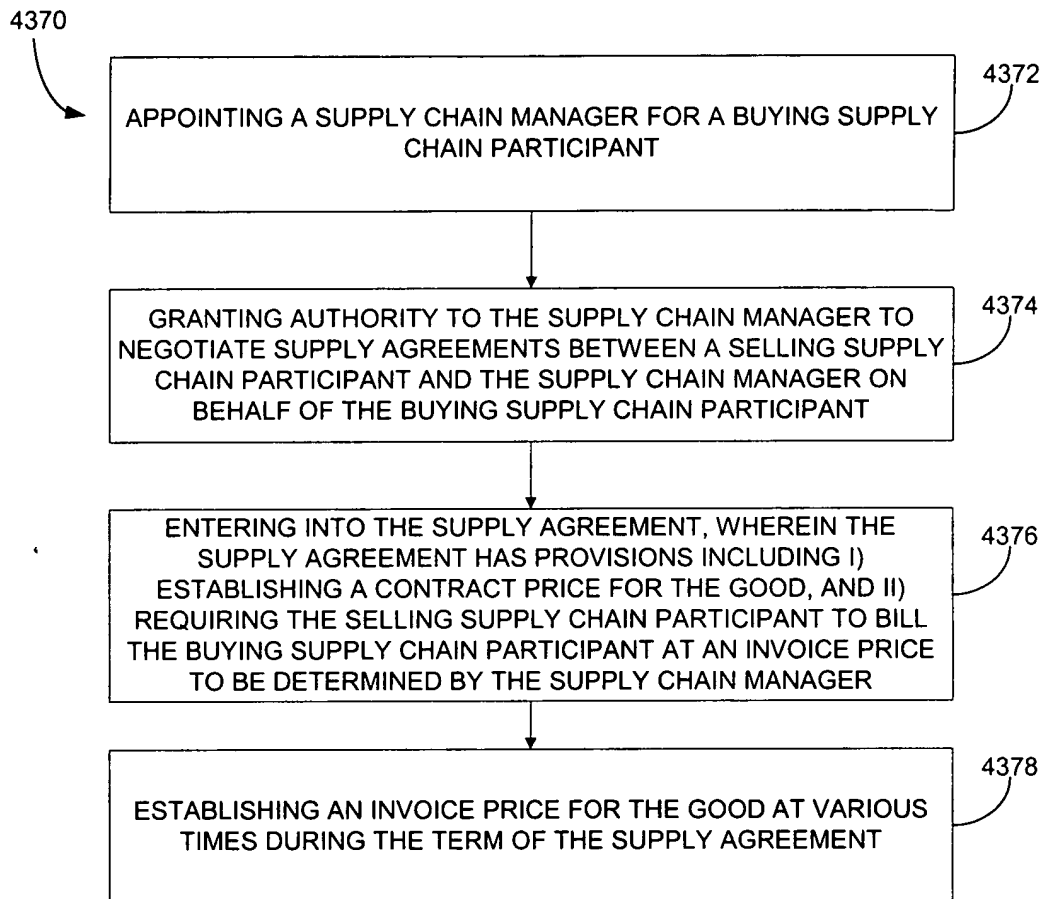 4370
4372
APPOINTING A SUPPLY CHAIN MANAGER FOR A BUYING SUPPLY
CHAIN PARTICIPANT
4374
GRANTING AUTHORITY TO THE SUPPLY CHAIN MANAGER TO
NEGOTIATE SUPPLY AGREEMENTS BETWEEN A SELLING SUPPLY
CHAIN PARTICIPANT AND THE SUPPLY CHAIN MANAGER ON
BEHALF OF THE BUYING SUPPLY CHAIN PARTICIPANT
4376
ENTERING INTO THE SUPPLY AGREEMENT, WHEREIN THE
SUPPLY AGREEMENT HAS PROVISIONS INCLUDING I)
ESTABLISHING A CONTRACT PRICE FOR THE GOOD, AND II)
REQUIRING THE SELLING SUPPLY CHAIN PARTICIPANT TO BILL
THE BUYING SUPPLY CHAIN PARTICIPANT AT AN INVOICE PRICE
TO BE DETERMINED BY THE SUPPLY CHAIN MANAGER
4378
ESTABLISHING AN INVOICE PRICE FOR THE GOOD AT VARIOUS
TIMES DURING THE TERM OF THE SUPPLY AGREEMENT